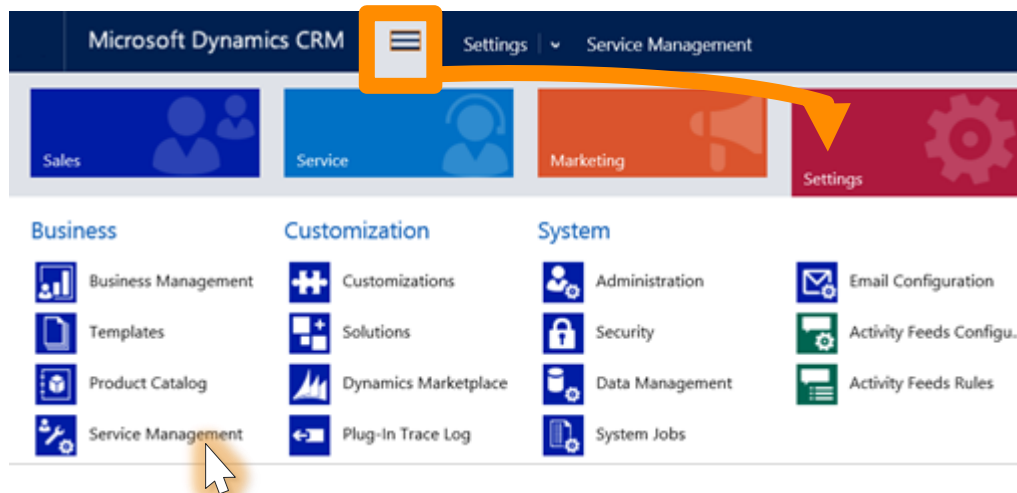 Microsoft Dynamics CRM Settings Service Management
Sales Service Marketing Settings
Business Customization System
Business Management Customizations Administration Email Configuration
Templates Solutions Security Activity Feeds Configu..
Product Catalog Dynamics Marketplace Data Management Activity Feeds Rules
Service Management Plug-In Trace Log System Jobs